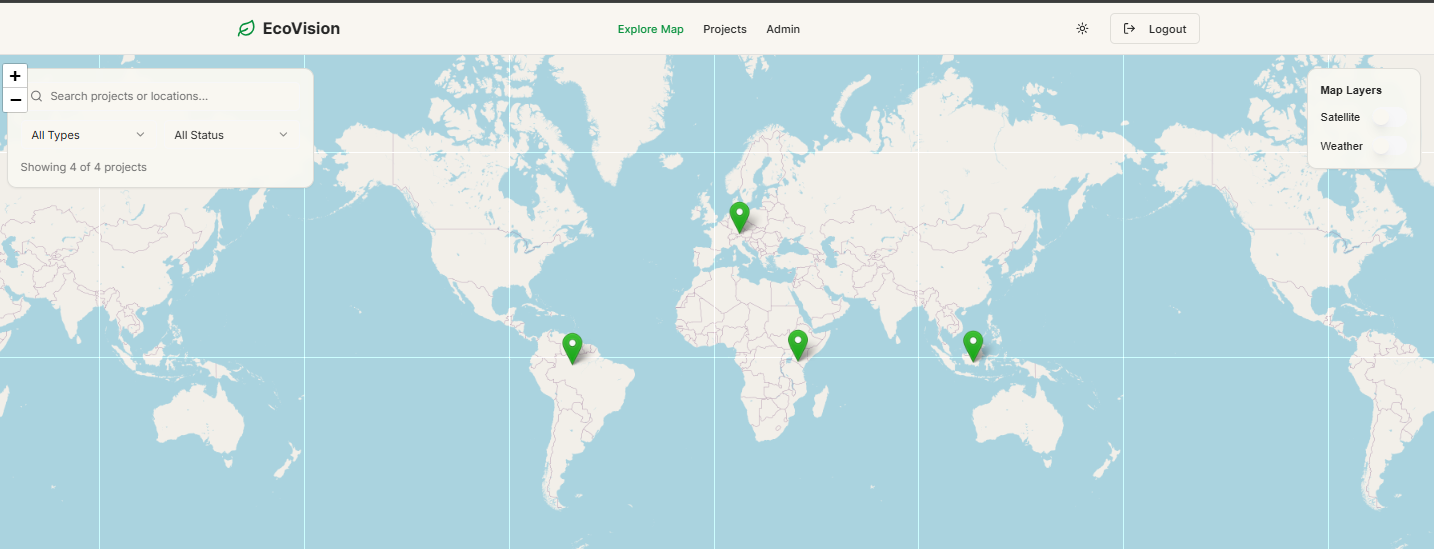 EcoVision
Explore Map Projects Admin
Logout
+
−
Search projects or locations...
All Types All Status
Showing 4 of 4 projects
Map Layers
Satellite
Weather